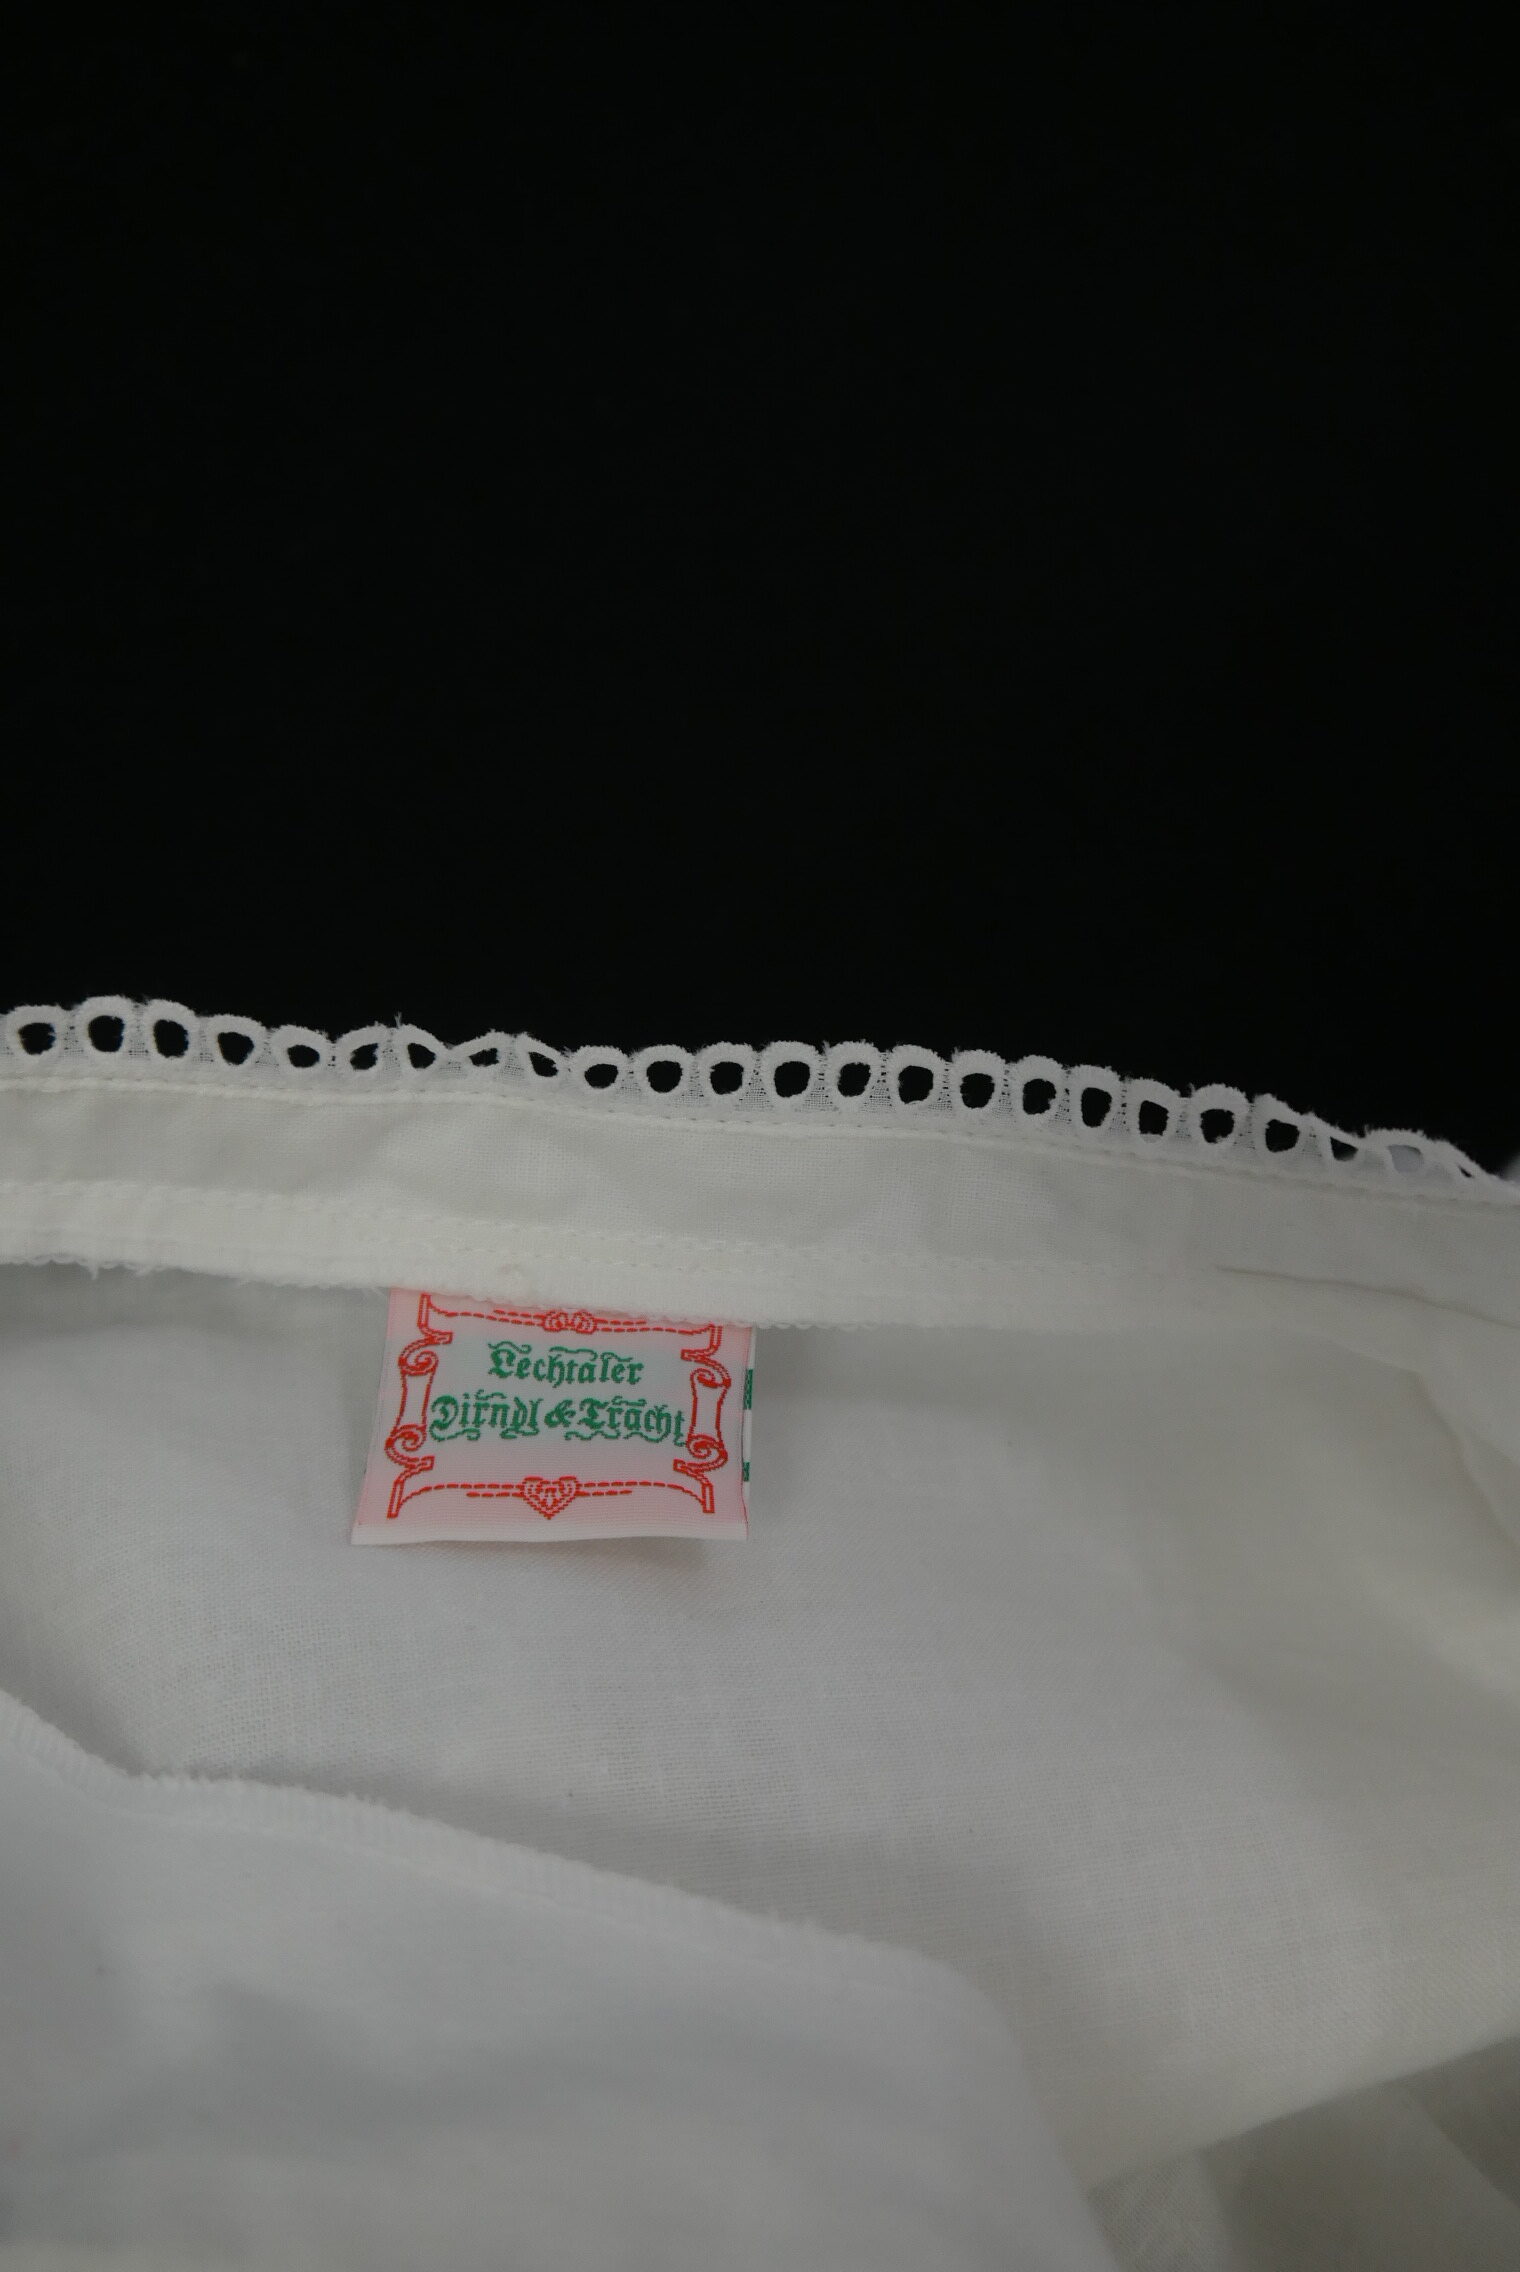 Lechtaler
Dirndl & Tracht